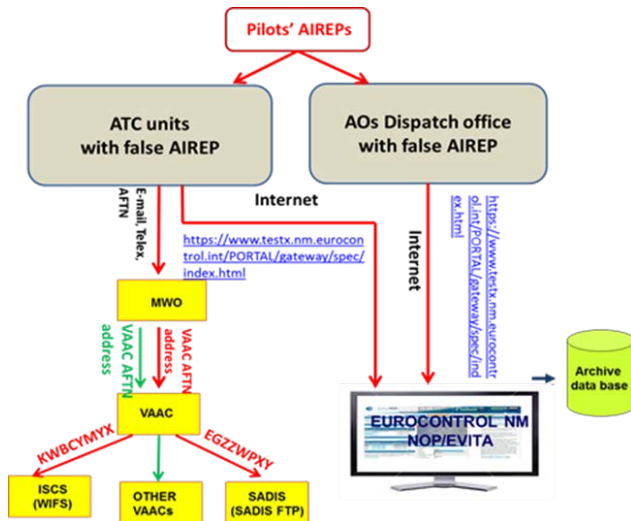 Pilots' AIREPs
ATC units
with false AIREP
AOs Dispatch office
with false AIREP
E-mail, Telex,
AFTN
Internet
https://www.testx.nm.eurocon
trol.int/PORTAL/gateway/spec/
index.html
Internet
https://www.testx.nm.eurocontr
ol.int/PORTAL/gateway/spec/ind
ex.html
MWO
VAAC AFTN
address
VAAC AFTN
address
VAAC
Archive
data base
EUROCONTROL NM
NOP/EVITA
KWBCYMYX
EGZZWPXY
ISCS
(WIFS)
OTHER
VAACs
SADIS
(SADIS FTP)